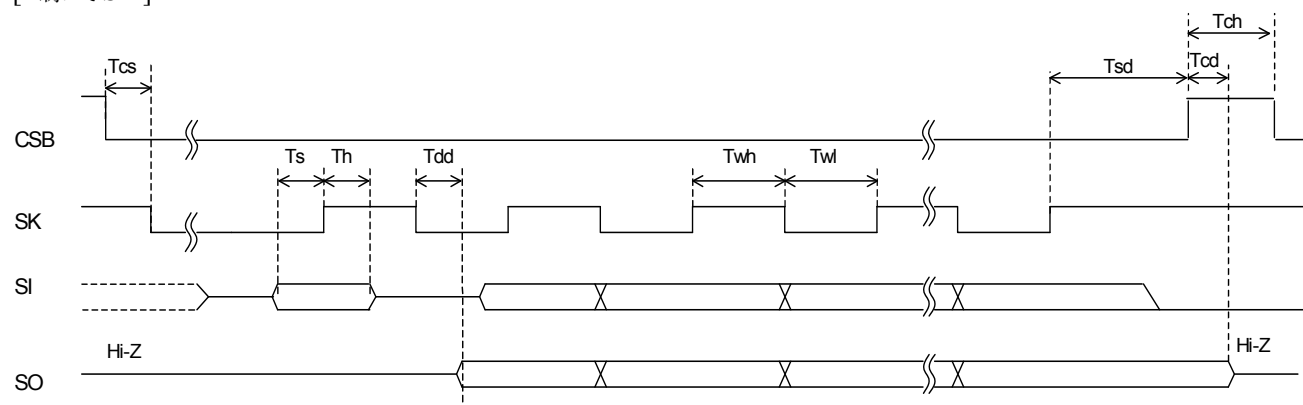 Tch
Tcs
Tsd
Tcd
CSB
Ts
Th
Tdd
Twh
Twl
SK
SI
Hi-Z
Hi-Z
SO